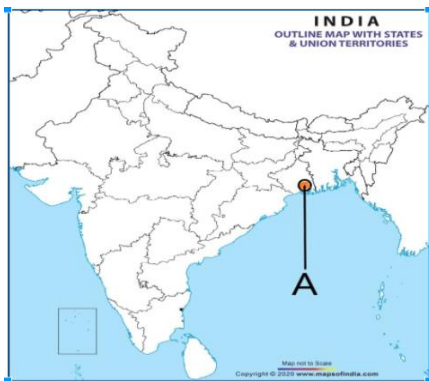 INDIA
OUTLINE MAP WITH STATES
& UNION TERRITORIES
A
Map not to Scale
Copyright © 2020 www.mapsofindia.com